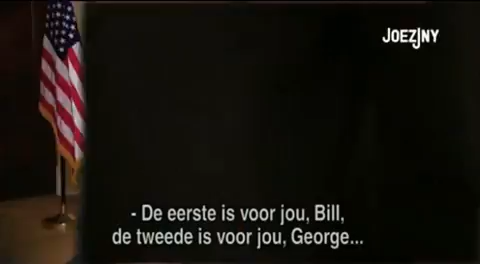 JOEZJNY
- De eerste is voor jou, Bill,
de tweede is voor jou, George...